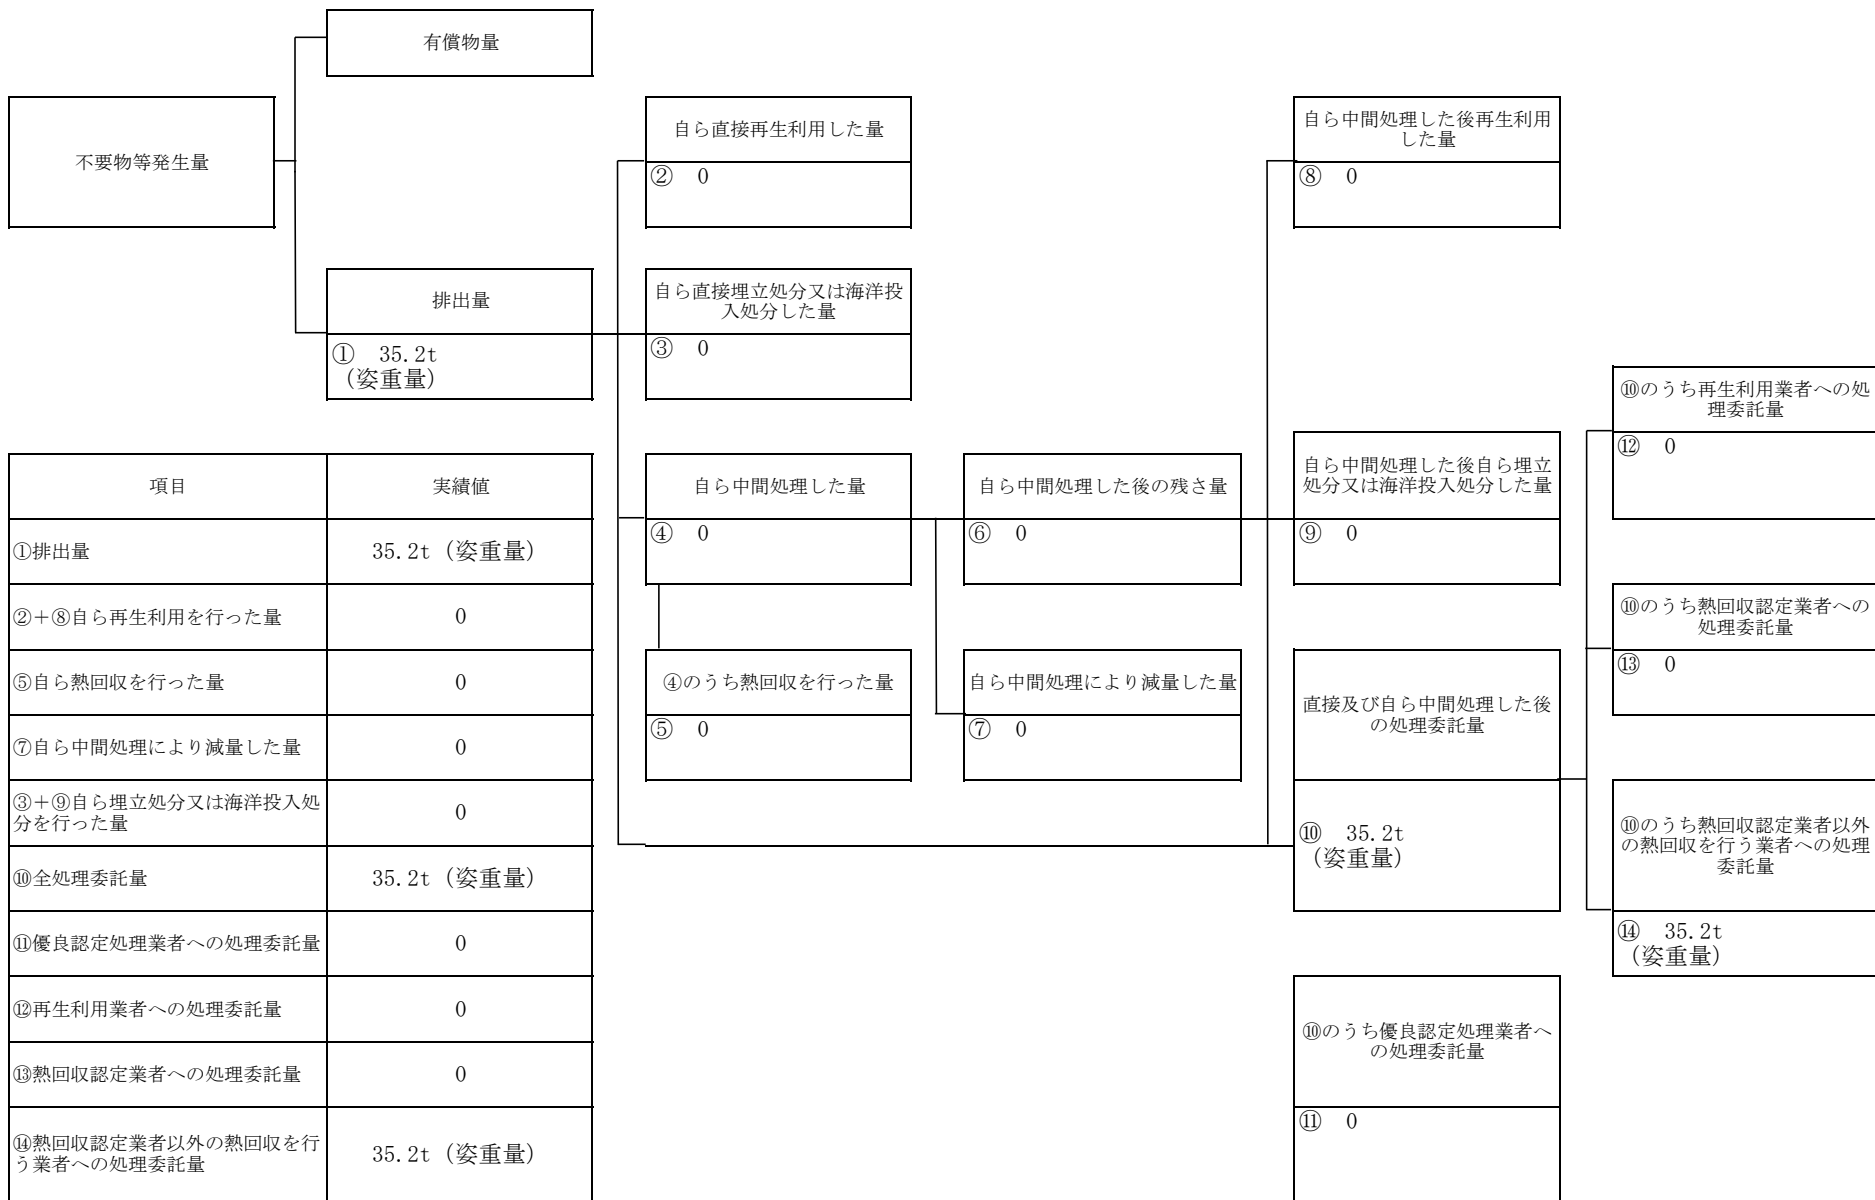 有償物量
不要物等発生量
自ら直接再生利用した量
② 0
自ら中間処理した後再生利用
した量
⑧ 0
排出量
① 35.2t
（姿重量）
自ら直接埋立処分又は海洋投
入処分した量
③ 0
⑩のうち再生利用業者への処
理委託量
⑫ 0
項目
実績値
①排出量
35.2t（姿重量）
②＋⑧自ら再生利用を行った量
0
⑤自ら熱回収を行った量
0
⑦自ら中間処理により減量した量
0
③＋⑨自ら埋立処分又は海洋投入処
分を行った量
0
⑩全処理委託量
35.2t（姿重量）
⑪優良認定処理業者への処理委託量
0
⑫再生利用業者への処理委託量
0
⑬熱回収認定業者への処理委託量
0
⑭熱回収認定業者以外の熱回収を行
う業者への処理委託量
35.2t（姿重量）
自ら中間処理した量
④ 0
自ら中間処理した後の残さ量
⑥ 0
自ら中間処理した後自ら埋立
処分又は海洋投入処分した量
⑨ 0
④のうち熱回収を行った量
⑤ 0
自ら中間処理により減量した量
⑦ 0
直接及び自ら中間処理した後
の処理委託量
⑩ 35.2t
（姿重量）
⑩のうち熱回収認定業者への
処理委託量
⑬ 0
⑩のうち熱回収認定業者以外
の熱回収を行う業者への処理
委託量
⑭ 35.2t
（姿重量）
⑩のうち優良認定処理業者へ
の処理委託量
⑪ 0